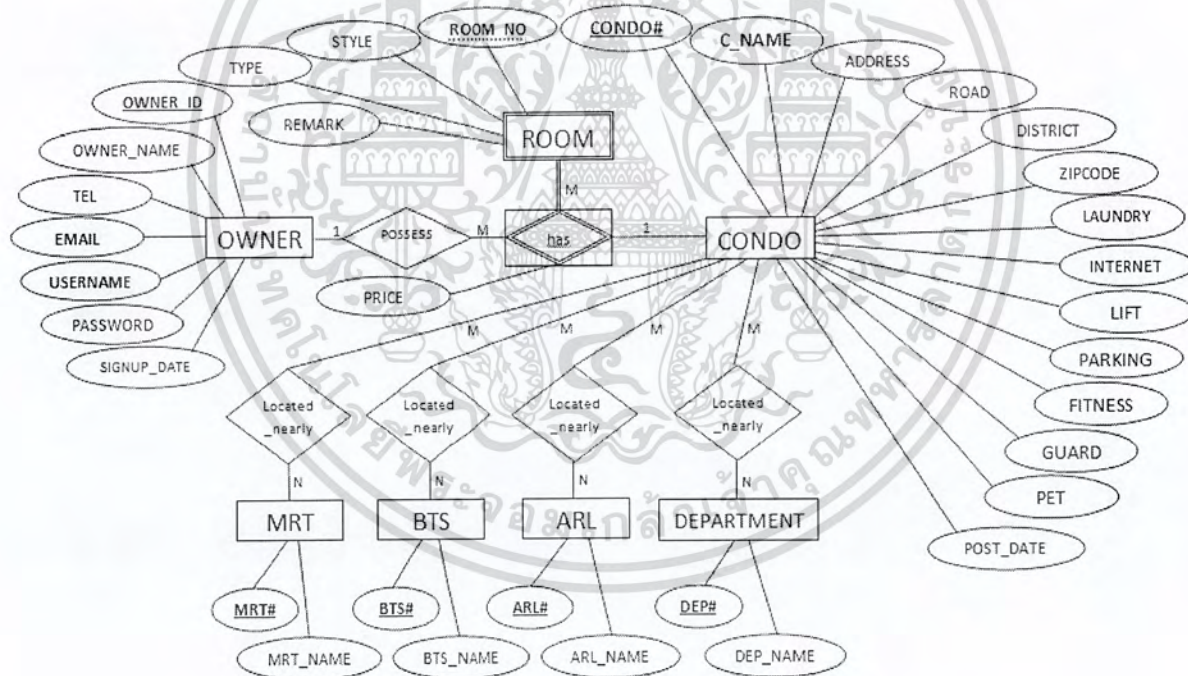 STYLE
ROOM_NO
CONDO#
C_NAME
ADDRESS
TYPE
ROAD
OWNER_ID
REMARK
ROOM
DISTRICT
OWNER_NAME
ZIPCODE
TEL
M
LAUNDRY
OWNER
1
POSSESS
M
has
1
CONDO
EMAIL
INTERNET
USERNAME
PRICE
LIFT
PASSWORD
M
M
M
M
PARKING
SIGNUP_DATE
FITNESS
Located
_nearly
Located
_nearly
Located
_nearly
Located
_nearly
GUARD
N
N
N
N
PET
MRT
BTS
ARL
DEPARTMENT
POST_DATE
MRT#
BTS#
ARL#
DEP#
MRT_NAME
BTS_NAME
ARL_NAME
DEP_NAME